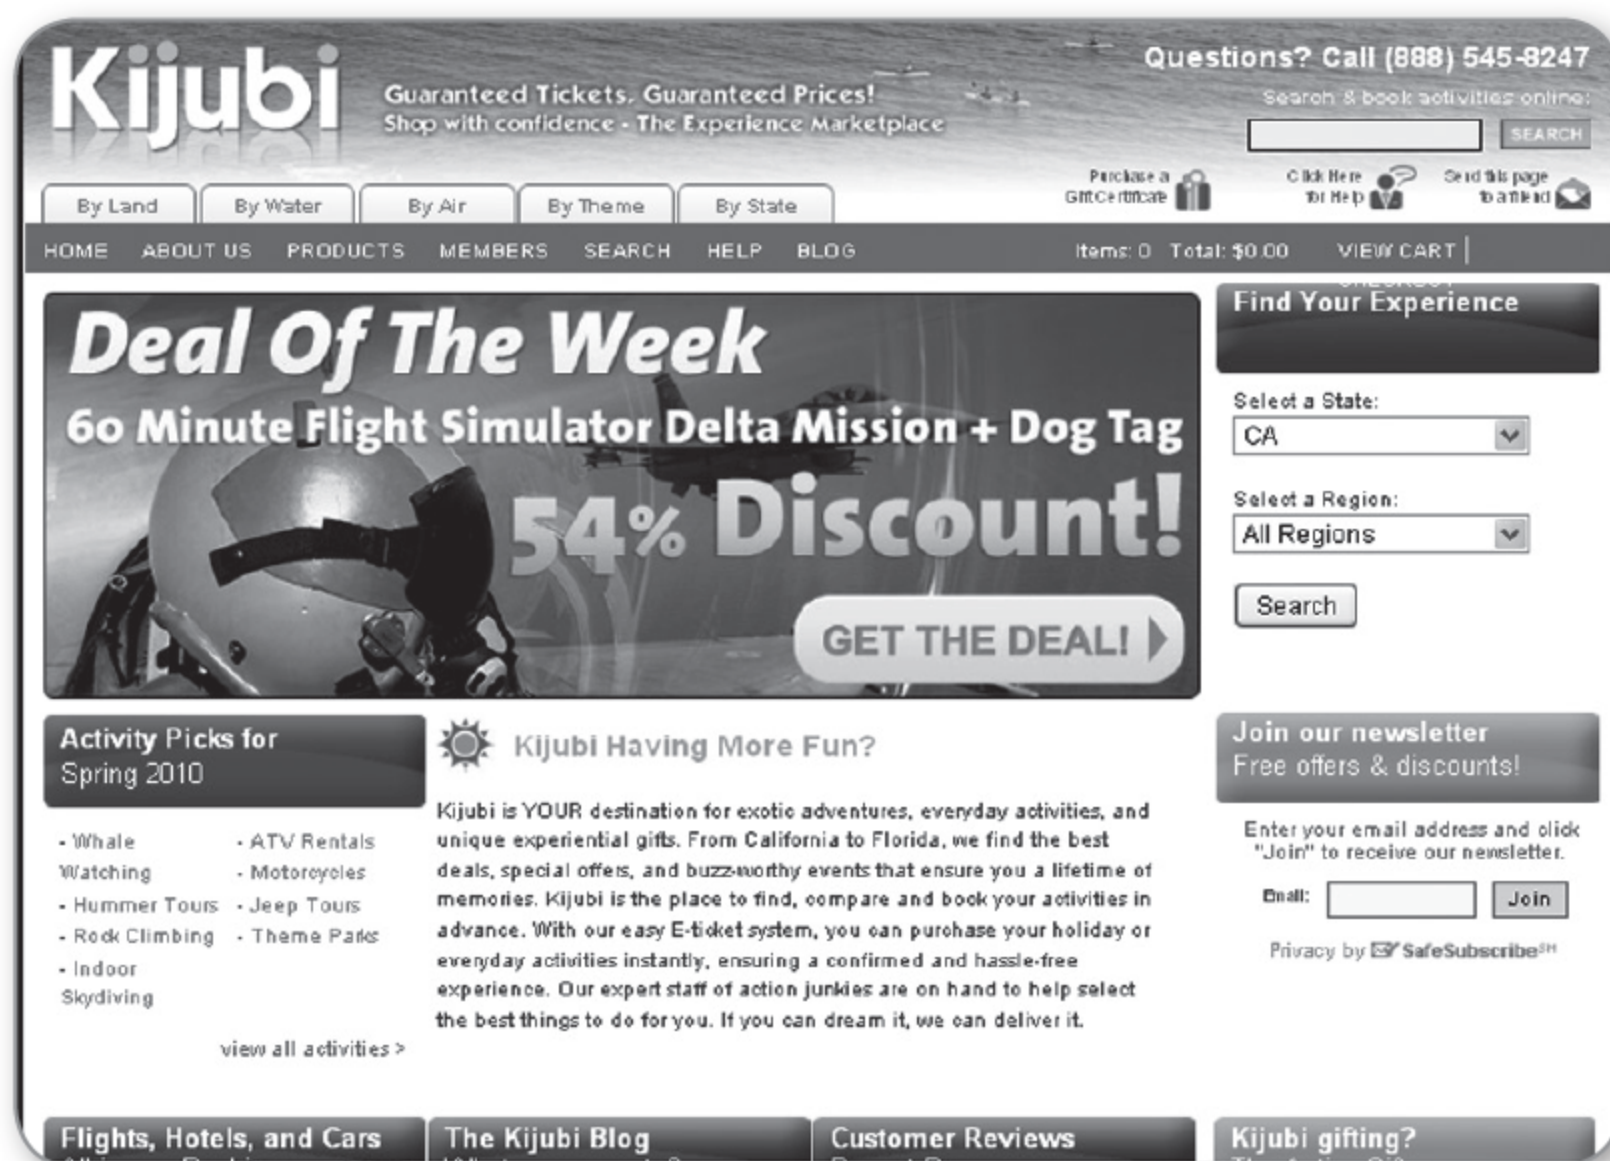 Kijubi
Guaranteed Tickets, Guaranteed Prices!
Shop with confidence - The Experience Marketplace
Questions? Call (888) 545-8247
Search & book activities online:
SEARCH
Purchase a
Gift Certificate
Click Here
for Help
Send this page
to a friend
By Land
By Water
By Air
By Theme
By State
HOME ABOUT US PRODUCTS MEMBERS SEARCH HELP BLOG
Items: 0 Total: $0.00 VIEW CART |
Deal Of The Week
60 Minute Flight Simulator Delta Mission + Dog Tag
54% Discount!
GET THE DEAL!
Find Your Experience
Select a State:
CA
Select a Region:
All Regions
Search
Activity Picks for
Spring 2010
- Whale
Watching
- Hummer Tours
- Rock Climbing
- Indoor
Skydiving
- ATV Rentals
- Motorcycles
- Jeep Tours
- Theme Parks
view all activities >
Kijubi Having More Fun?
Kijubi is YOUR destination for exotic adventures, everyday activities, and
unique experiential gifts. From California to Florida, we find the best
deals, special offers, and buzz-worthy events that ensure you a lifetime of
memories. Kijubi is the place to find, compare and book your activities in
advance. With our easy E-ticket system, you can purchase your holiday or
everyday activities instantly, ensuring a confirmed and hassle-free
experience. Our expert staff of action junkies are on hand to help select
the best things to do for you. If you can dream it, we can deliver it.
Join our newsletter
Free offers & discounts!
Enter your email address and click
"Join" to receive our newsletter.
Email:
Join
Privacy by SafeSubscribe℠
Flights, Hotels, and Cars
The Kijubi Blog
Customer Reviews
Kijubi gifting?